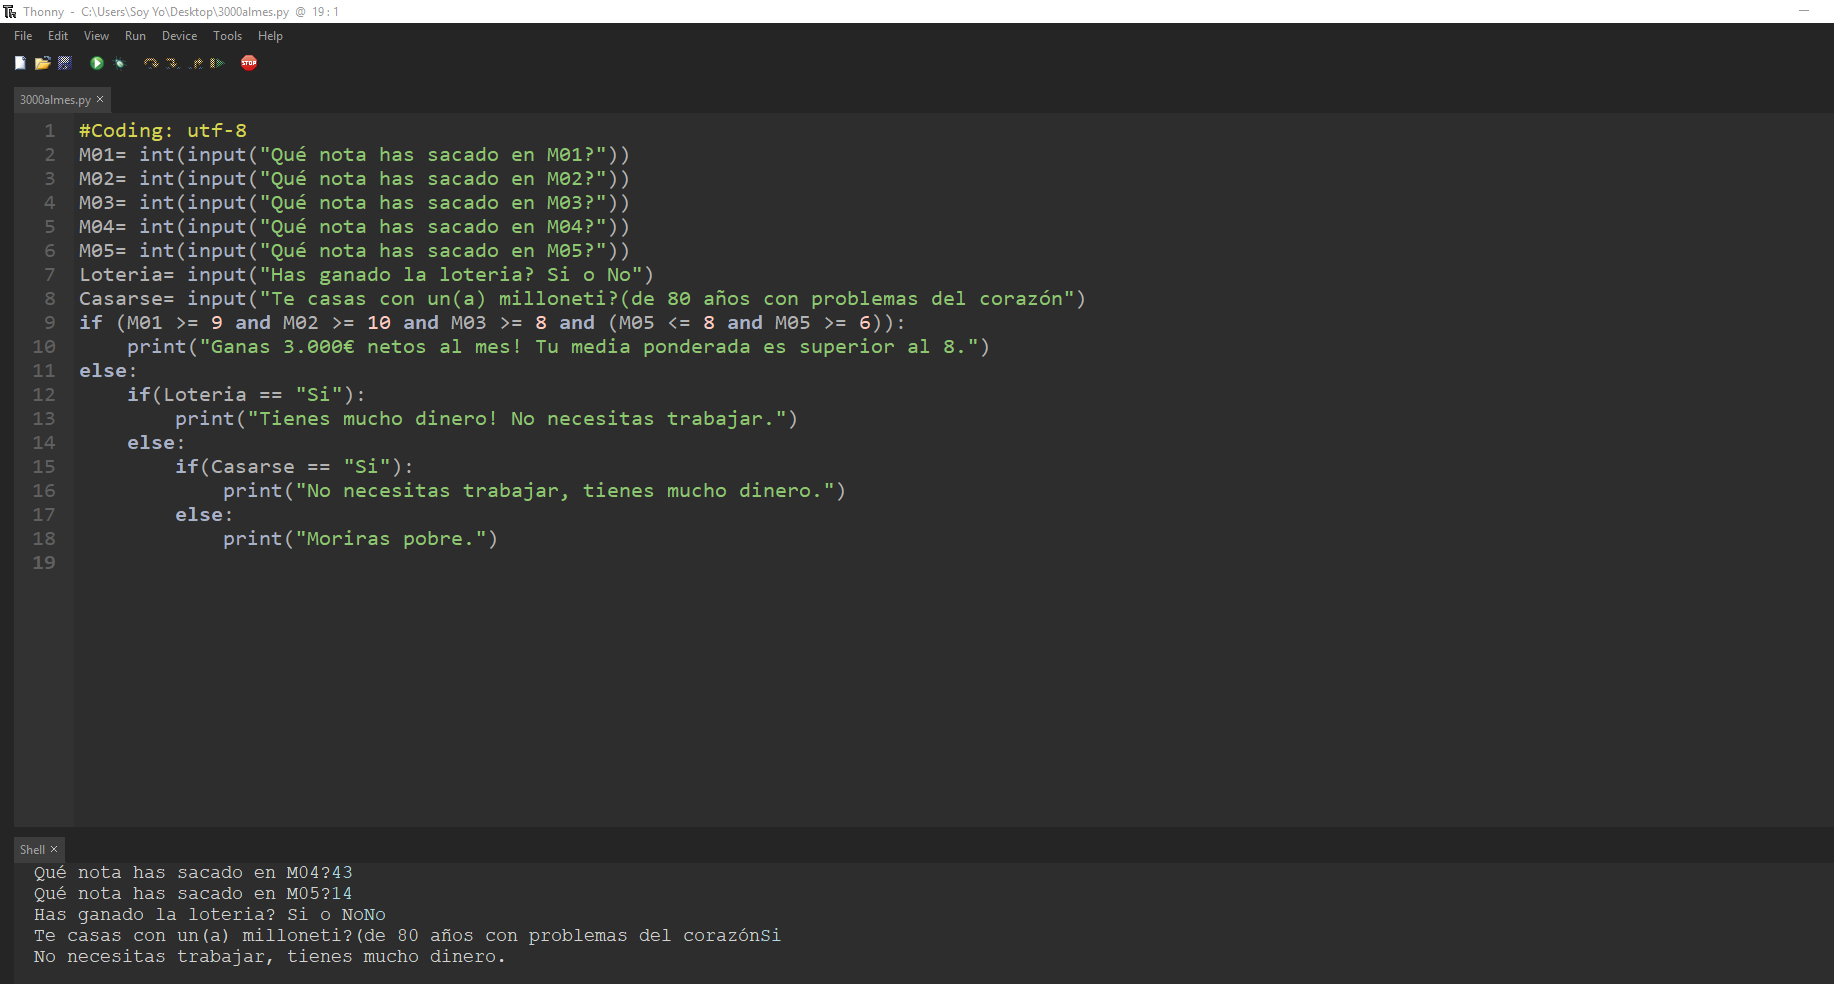 Thonny - C:\Users\Soy Yo\Desktop\3000almes.py @ 19:1
File Edit View Run Device Tools Help
STOP
3000almes.py ×
1 #Coding: utf-8
2 M01= int(input("Qué nota has sacado en M01?"))
3 M02= int(input("Qué nota has sacado en M02?"))
4 M03= int(input("Qué nota has sacado en M03?"))
5 M04= int(input("Qué nota has sacado en M04?"))
6 M05= int(input("Qué nota has sacado en M05?"))
7 Loteria= input("Has ganado la loteria? Si o No")
8 Casarse= input("Te casas con un(a) milloneti?(de 80 años con problemas del corazón")
9 if (M01 >= 9 and M02 >= 10 and M03 >= 8 and (M05 <= 8 and M05 >= 6)):
10     print("Ganas 3.000€ netos al mes! Tu media ponderada es superior al 8.")
11 else:
12     if(Loteria == "Si"):
13         print("Tienes mucho dinero! No necesitas trabajar.")
14     else:
15         if(Casarse == "Si"):
16             print("No necesitas trabajar, tienes mucho dinero.")
17         else:
18             print("Moriras pobre.")
19
Shell ×
Qué nota has sacado en M04?43
Qué nota has sacado en M05?14
Has ganado la loteria? Si o NoNo
Te casas con un(a) milloneti?(de 80 años con problemas del corazónSi
No necesitas trabajar, tienes mucho dinero.